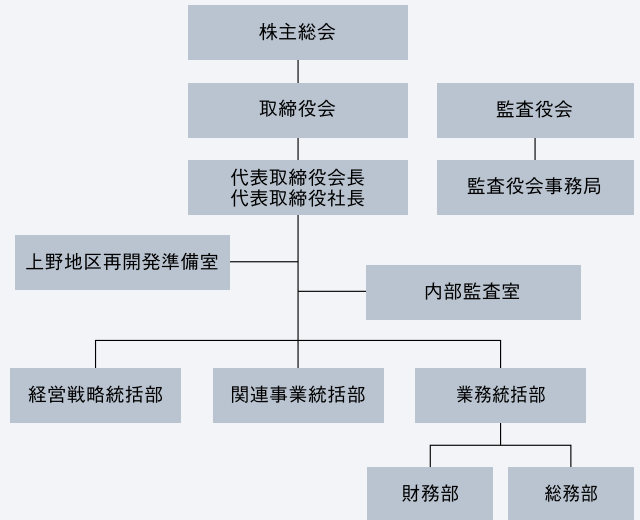 株主総会
取締役会
監査役会
代表取締役会長
代表取締役社長
監査役会事務局
上野地区再開発準備室
内部監査室
経営戦略統括部
関連事業統括部
業務統括部
財務部
総務部